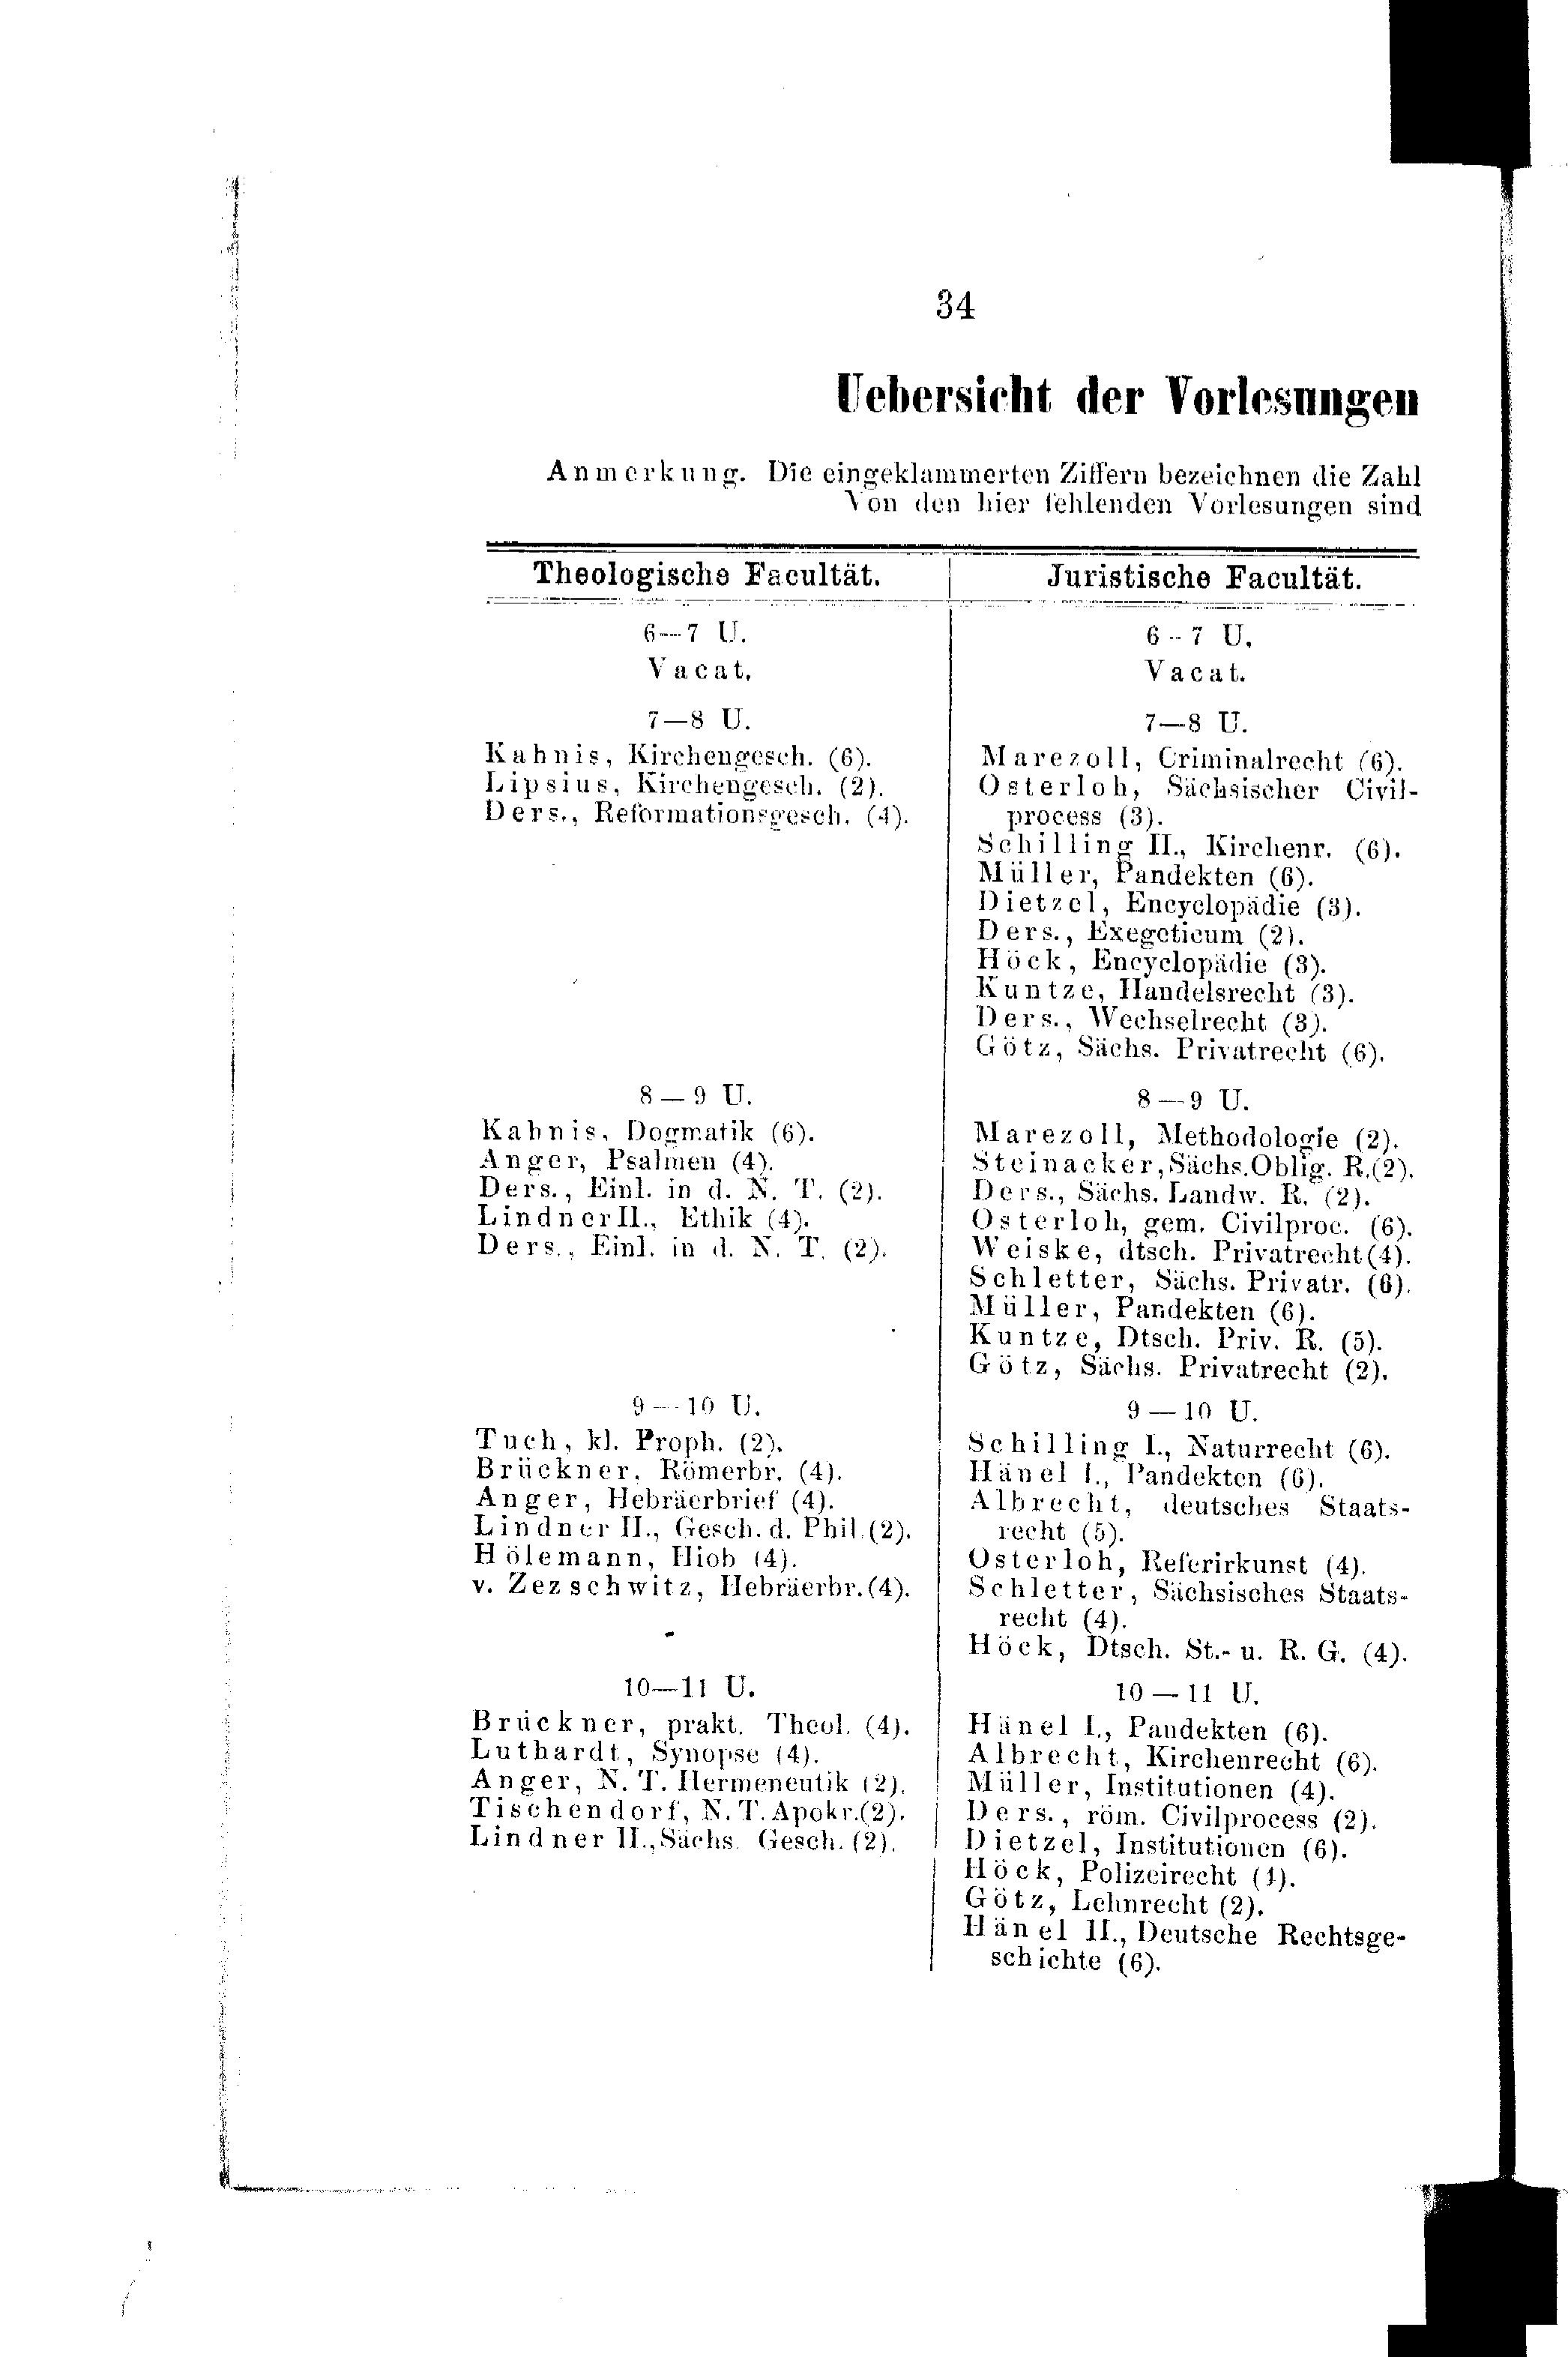 34
Uebersicht der Vorlesungen
Anmerkung. Die eingeklammerten Ziffern bezeichnen die Zahl
Von den hier fehlenden Vorlesungen sind
Theologische Facultät.
6—7 U.
Vacat.
7—8 U.
Kahnis, Kirchengesch. (6).
Lipsius, Kirchengesch. (2).
Ders., Reformationsgesch. (4).
8—9 U.
Kahnis, Dogmatik (6).
Anger, Psalmen (4).
Ders., Einl. in d. N. T. (2).
Lindner II., Ethik (4).
Ders., Einl. in d. N. T. (2).
9—10 U.
Tuch, kl. Proph. (2).
Brückner, Römerbr. (4).
Anger, Hebräerbrief (4).
Lindner II., Gesch. d. Phil. (2).
Hölemann, Hiob (4).
v. Zezschwitz, Hebräerbr. (4).
10—11 U.
Brückner, prakt. Theol. (4).
Luthardt, Synopse (4).
Anger, N. T. Hermeneutik (2).
Tischendorf, N. T. Apokr. (2).
Lindner II., Sächs. Gesch. (2).
Juristische Facultät.
6—7 U.
Vacat.
7—8 U.
Marezoll, Criminalrecht (6).
Osterloh, Sächsischer Civil-
process (3).
Schilling II., Kirchenr. (6).
Müller, Pandekten (6).
Dietzel, Encyclopädie (3).
Ders., Exegeticum (2).
Höck, Encyclopädie (3).
Kuntze, Handelsrecht (3).
Ders., Wechselrecht (3).
Götz, Sächs. Privatrecht (6).
8—9 U.
Marezoll, Methodologie (2).
Steinacker, Sächs. Oblig. R. (2).
Ders., Sächs. Landw. R. (2).
Osterloh, gem. Civilproc. (6).
Weiske, dtsch. Privatrecht (4).
Schletter, Sächs. Privatr. (6).
Müller, Pandekten (6).
Kuntze, Dtsch. Priv. R. (5).
Götz, Sächs. Privatrecht (2).
9—10 U.
Schilling I., Naturrecht (6).
Hänel I., Pandekten (6).
Albrecht, deutsches Staats-
recht (5).
Osterloh, Referirkunst (4).
Schletter, Sächsisches Staats-
recht (4).
Höck, Dtsch. St.- u. R. G. (4).
10—11 U.
Hänel I., Pandekten (6).
Albrecht, Kirchenrecht (6).
Müller, Institutionen (4).
Ders., röm. Civilprocess (2).
Dietzel, Institutionen (6).
Höck, Polizeirecht
Götz, Lehnrecht (2).
Hänel II., Deutsche Rechtsge-
schichte (6).